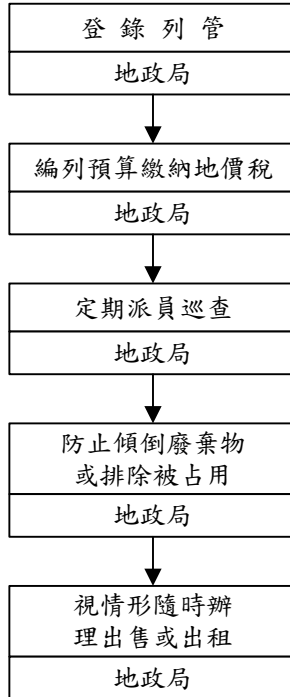 登 錄 列 管
地政局
編列預算繳納地價稅
地政局
定期派員巡查
地政局
防止傾倒廢棄物
或排除被占用
地政局
視情形隨時辦
理出售或出租
地政局